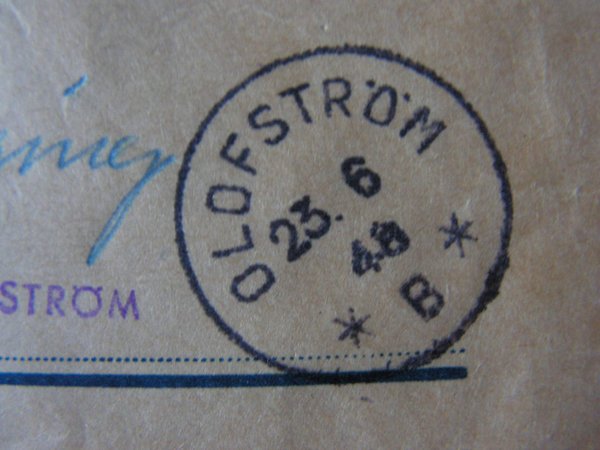 OLOFSTRÖM
23. 6
48
* B *
STRÖM